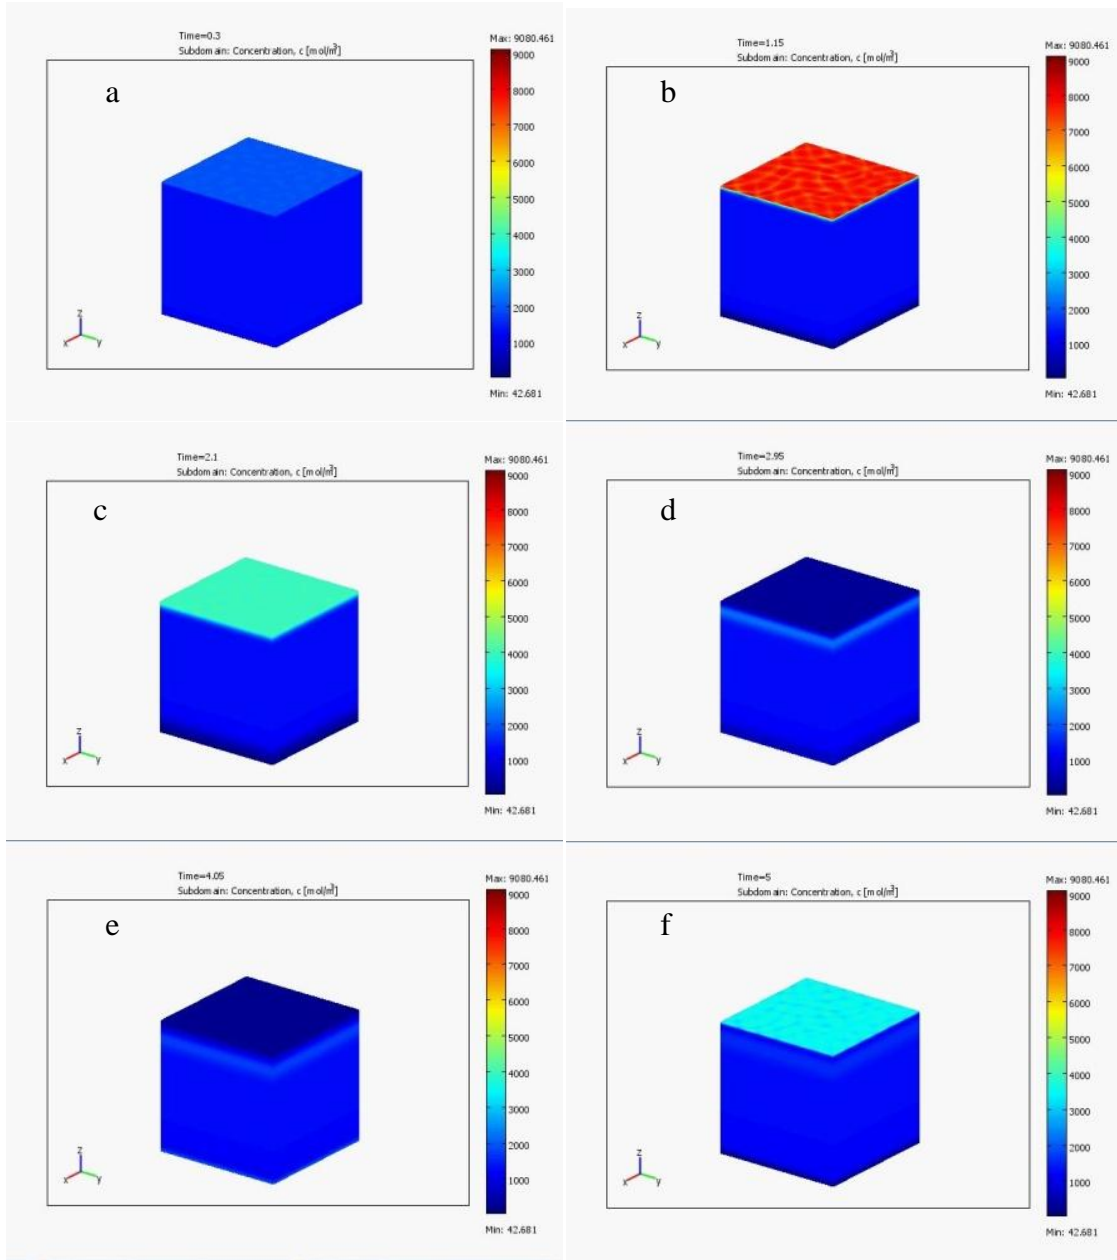 Time=0.3
Subdomain: Concentration, c [mol/m³]
Max: 9080.461
a
9000
8000
7000
6000
5000
4000
3000
2000
1000
z
x
y
Min: 42.681
Time=1.15
Subdomain: Concentration, c [mol/m³]
Max: 9080.461
b
9000
8000
7000
6000
5000
4000
3000
2000
1000
z
x
y
Min: 42.681
Time=2.1
Subdomain: Concentration, c [mol/m³]
Max: 9080.461
c
9000
8000
7000
6000
5000
4000
3000
2000
1000
z
x
y
Min: 42.681
Time=2.95
Subdomain: Concentration, c [mol/m³]
Max: 9080.461
d
9000
8000
7000
6000
5000
4000
3000
2000
1000
z
x
y
Min: 42.681
Time=4.05
Subdomain: Concentration, c [mol/m³]
Max: 9080.461
e
9000
8000
7000
6000
5000
4000
3000
2000
1000
z
x
y
Min: 42.681
Time=5
Subdomain: Concentration, c [mol/m³]
Max: 9080.461
f
9000
8000
7000
6000
5000
4000
3000
2000
1000
z
x
y
Min: 42.681